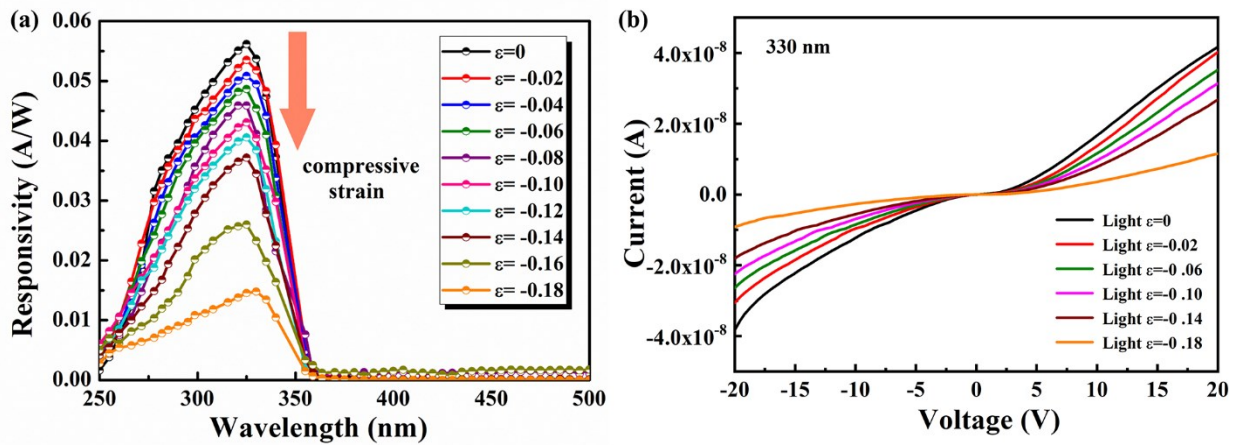 (a)
0.06
0.05
0.04
0.03
0.02
0.01
0.00
Responsivity (A/W)
250
300
350
400
450
500
Wavelength (nm)
compressive
strain
ε=0
ε= -0.02
ε= -0.04
ε= -0.06
ε= -0.08
ε= -0.10
ε= -0.12
ε= -0.14
ε= -0.16
ε= -0.18
(b)
330 nm
4.0x10⁻⁸
2.0x10⁻⁸
0.0
-2.0x10⁻⁸
-4.0x10⁻⁸
Current (A)
-20
-15
-10
-5
0
5
10
15
20
Voltage (V)
Light ε=0
Light ε=-0.02
Light ε=-0 .06
Light ε=-0 .10
Light ε=-0 .14
Light ε=-0 .18